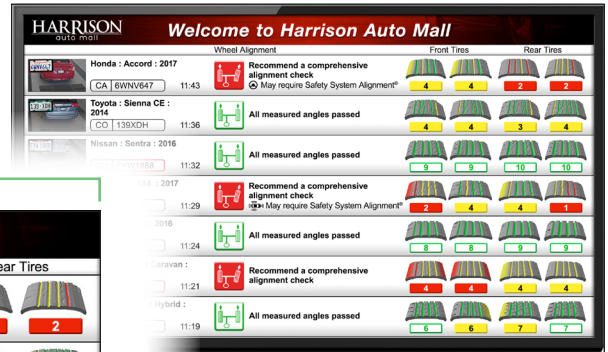 HARRISON
auto mall
Welcome to Harrison Auto Mall
Wheel Alignment
Front Tires
Rear Tires
Honda : Accord : 2017
CA 6WNV647
11:43
Recommend a comprehensive
alignment check
May require Safety System Alignment®
4 4 2 2
Toyota : Sienna CE :
2014
CO 139XDH
11:36
All measured angles passed
4 4 3 4
Nissan : Sentra : 2016
11:32
All measured angles passed
9 9 10 10
: 2017
11:29
Recommend a comprehensive
alignment check
May require Safety System Alignment®
2 4 4 1
2016
11:24
All measured angles passed
8 8 9 9
Caravan :
11:21
Recommend a comprehensive
alignment check
4 4 4 4
Hybrid :
11:19
All measured angles passed
6 6 7 7
ear Tires
2